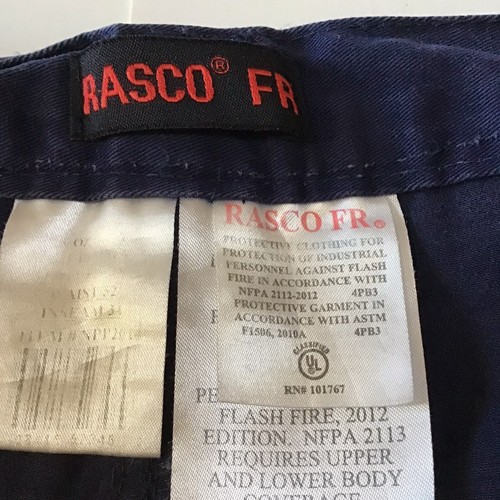 RASCO® FR
RASCO FR®
PROTECTIVE CLOTHING FOR
PROTECTION OF INDUSTRIAL
PERSONNEL AGAINST FLASH
FIRE IN ACCORDANCE WITH
NFPA 2112-2012 4PB3
PROTECTIVE GARMENT IN
ACCORDANCE WITH ASTM
F1506, 2010A 4PB3
CLASSIFIED
UL
RN# 101767
FLASH FIRE, 2012
EDITION. NFPA 2113
REQUIRES UPPER
AND LOWER BODY
COVERAGE